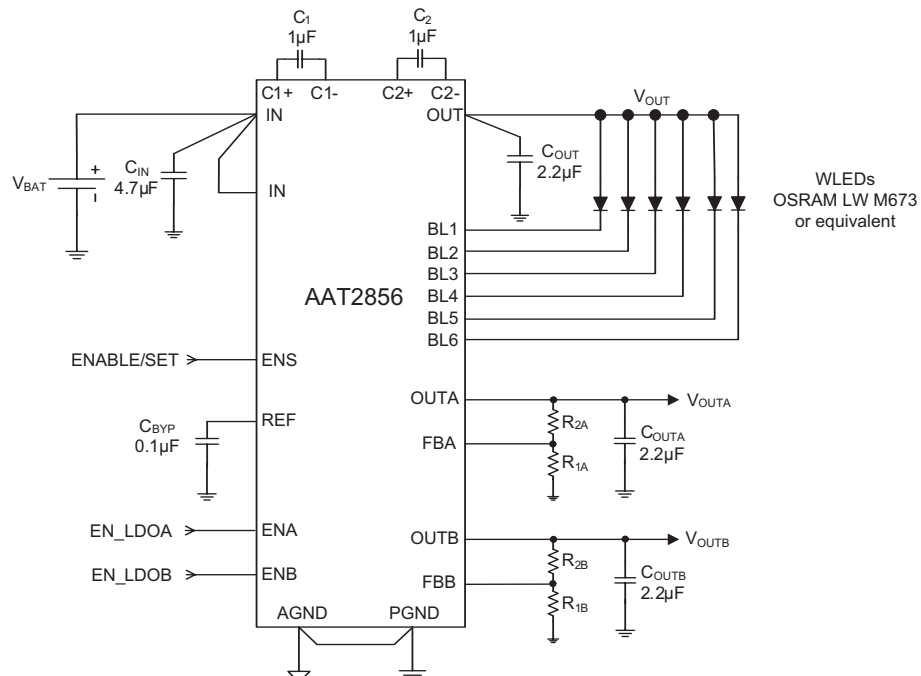 C1
1µF
C2
1µF
C1+ C1- C2+ C2-
IN
OUT
VOUT
VBAT
+
-
CIN
4.7µF
IN
COUT
2.2µF
WLEDs
OSRAM LW M673
or equivalent
BL1
BL2
BL3
BL4
BL5
BL6
AAT2856
ENABLE/SET
ENS
CBYP
0.1µF
REF
OUTA
FBA
R2A
R1A
COUTA
2.2µF
VOUTA
EN_LDOA
ENA
EN_LDOB
ENB
OUTB
FBB
R2B
R1B
COUTB
2.2µF
VOUTB
AGND
PGND